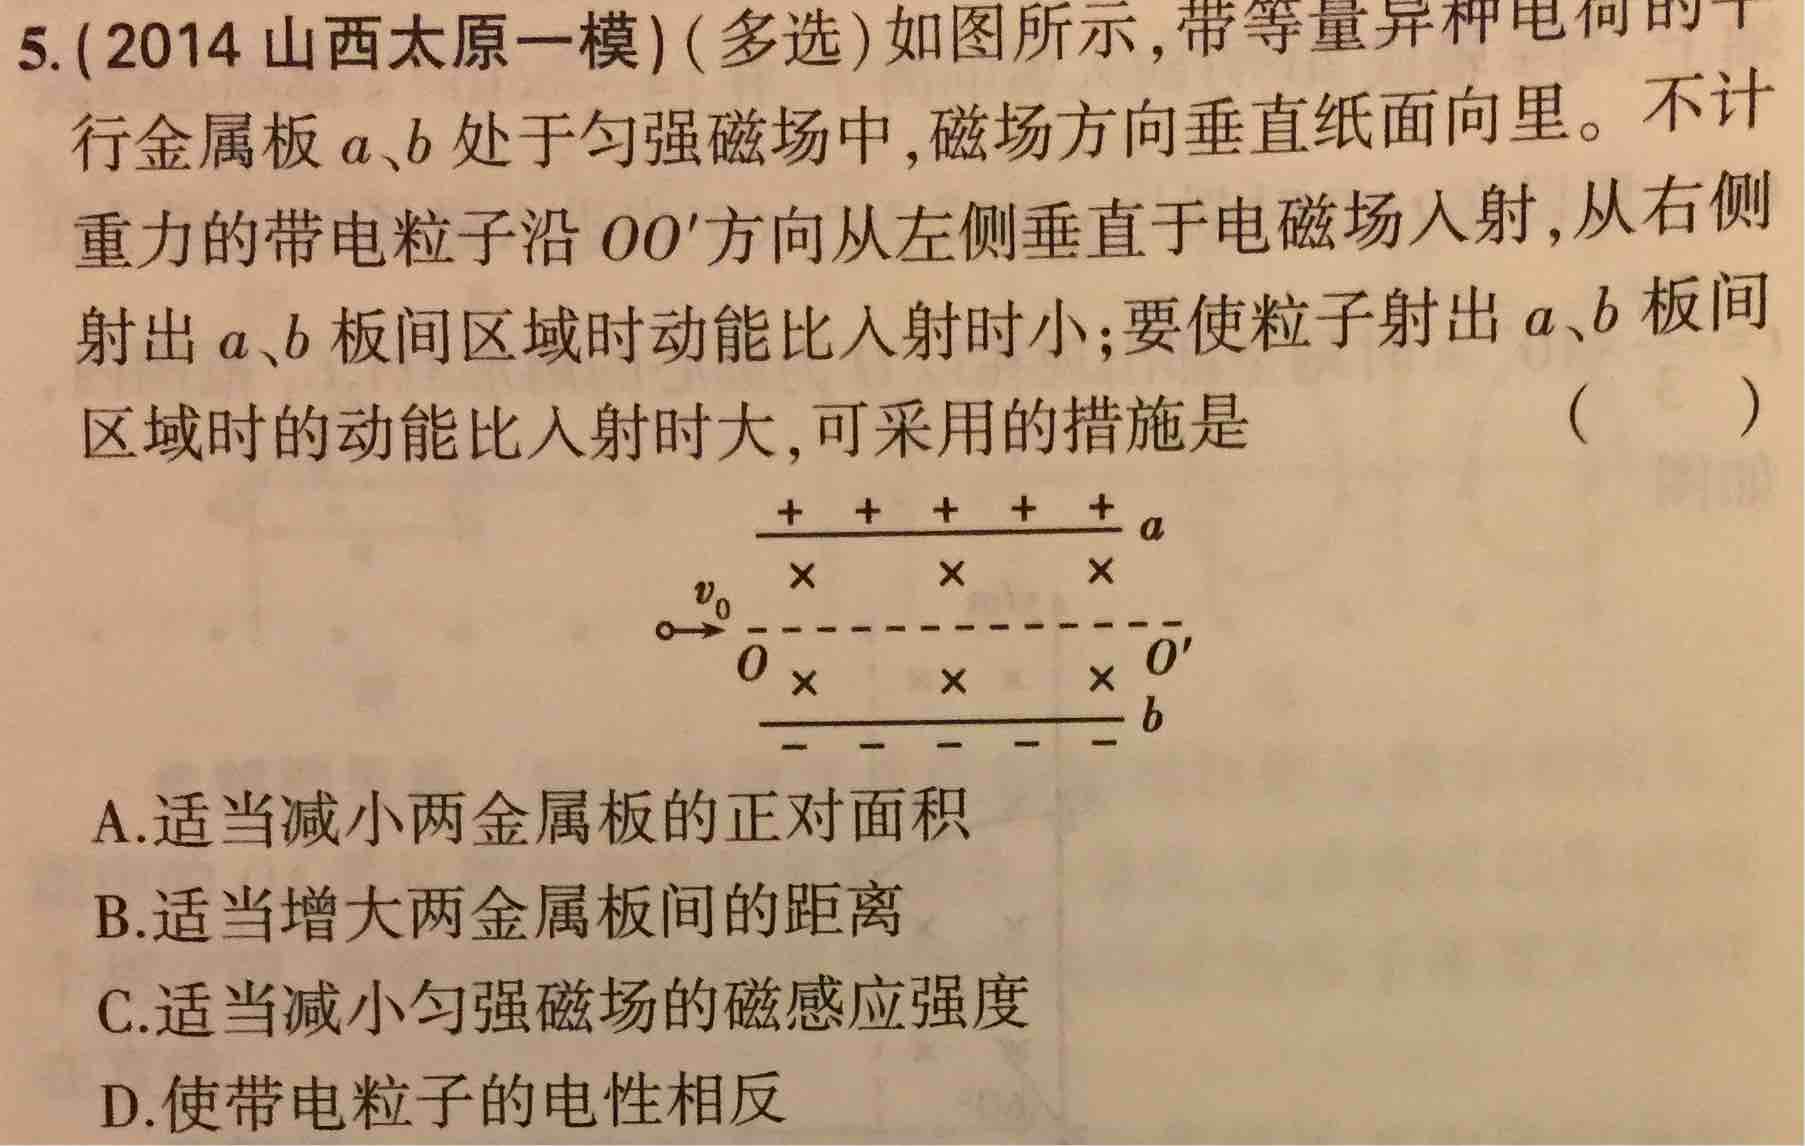 5.(2014 山西太原一模)(多选)如图所示,带等量异种电荷的平
行金属板 a、b 处于匀强磁场中,磁场方向垂直纸面向里。不计
重力的带电粒子沿 OO′方向从左侧垂直于电磁场入射,从右侧
射出 a、b 板间区域时动能比入射时小;要使粒子射出 a、b 板间
区域时的动能比入射时大,可采用的措施是 ( )
+ + + + + a
× × ×
v₀
O O′
× × ×
b
- - - - -
A.适当减小两金属板的正对面积
B.适当增大两金属板间的距离
C.适当减小匀强磁场的磁感应强度
D.使带电粒子的电性相反